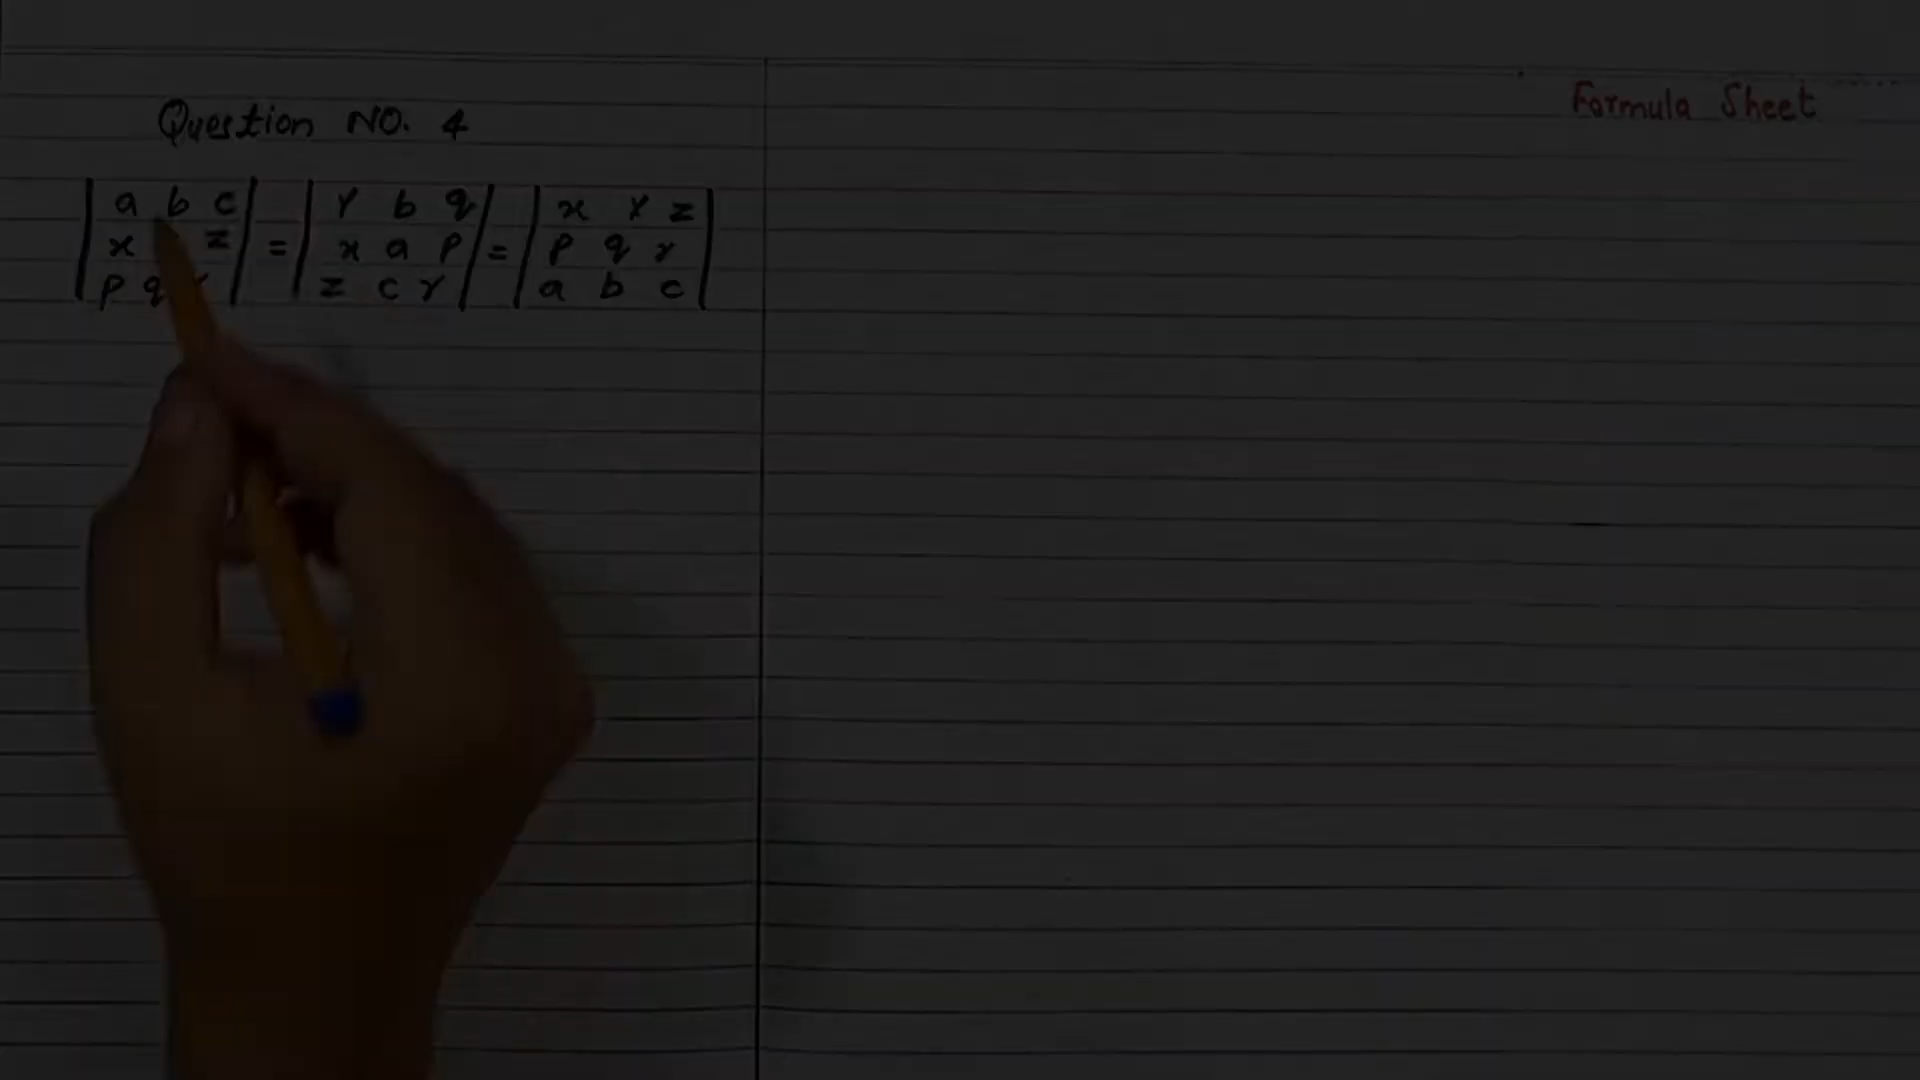 Formula Sheet
Question NO. 4
| a b c | = | Y b q | = | x Y z |
| x z | = | x a p | = | p q r |
| p q r | | z c r | | a b c |